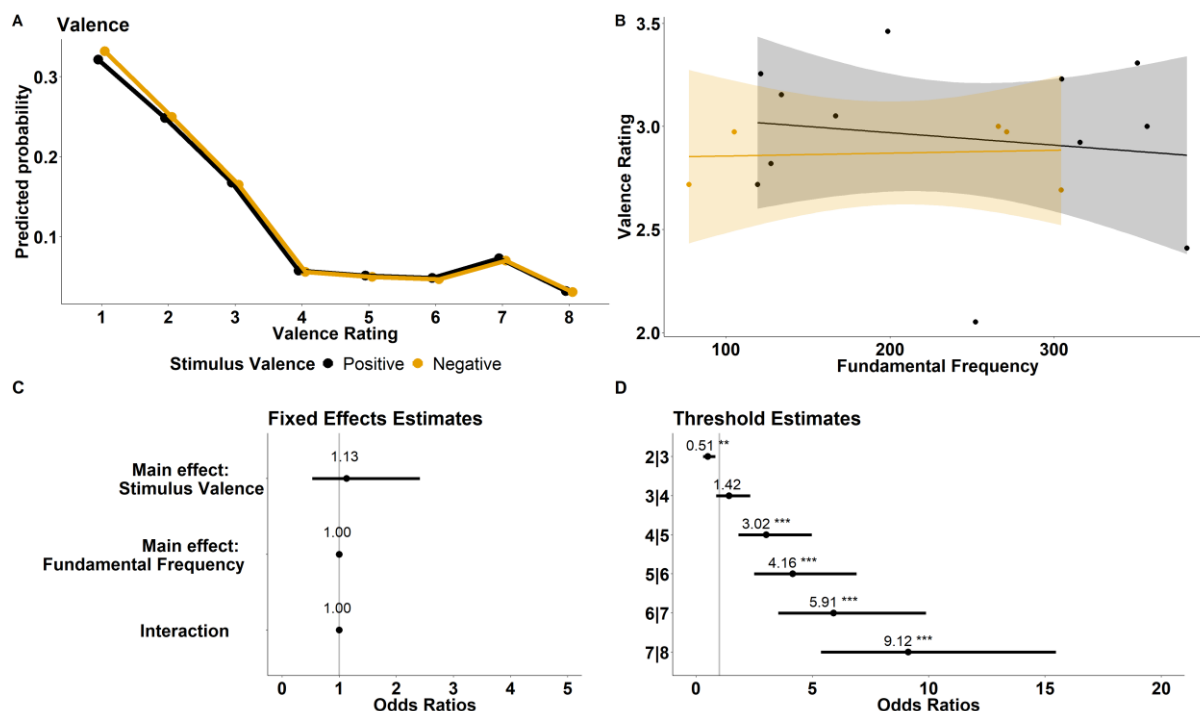 A
Valence
Predicted probability
0.3
0.2
0.1
1 2 3 4 5 6 7 8
Valence Rating
Stimulus Valence Positive Negative
B
Valence Rating
3.5
3.0
2.5
2.0
100 200 300
Fundamental Frequency
C
Fixed Effects Estimates
Main effect:
Stimulus Valence
1.13
Main effect:
Fundamental Frequency
1.00
Interaction
1.00
0 1 2 3 4 5
Odds Ratios
D
Threshold Estimates
2|3 0.51 **
3|4 1.42
4|5 3.02 ***
5|6 4.16 ***
6|7 5.91 ***
7|8 9.12 ***
0 5 10 15 20
Odds Ratios